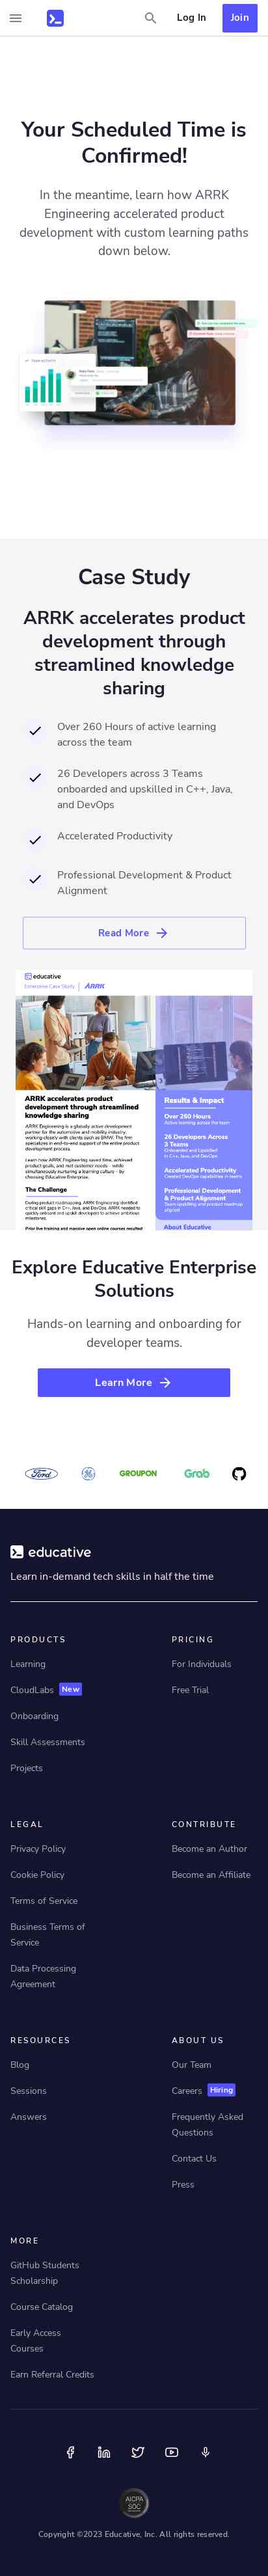 Log In
Join
Your Scheduled Time is
Confirmed!
In the meantime, learn how ARRK
Engineering accelerated product
development with custom learning paths
down below.
Case Study
ARRK accelerates product
development through
streamlined knowledge
sharing
Over 260 Hours of active learning
across the team
26 Developers across 3 Teams
onboarded and upskilled in C++, Java,
and DevOps
Accelerated Productivity
Professional Development & Product
Alignment
Read More
educative
Enterprise Case Study
ARRK
ARRK accelerates product
development through streamlined
knowledge sharing
The Challenge
Results & Impact
Over 260 Hours
Active learning across the team
26 Developers Across
3 Teams
Onboarded and Upskilled
in C++, Java, and DevOps
Accelerated Productivity
Created DevOps capabilities in teams
Professional Development
& Product Alignment
About Educative
Explore Educative Enterprise
Solutions
Hands-on learning and onboarding for
developer teams.
Learn More
Ford
GE
GROUPON
Grab
educative
Learn in-demand tech skills in half the time
PRODUCTS
Learning
CloudLabs New
Onboarding
Skill Assessments
Projects
PRICING
For Individuals
Free Trial
LEGAL
Privacy Policy
Cookie Policy
Terms of Service
Business Terms of
Service
Data Processing
Agreement
CONTRIBUTE
Become an Author
Become an Affiliate
RESOURCES
Blog
Sessions
Answers
ABOUT US
Our Team
Careers Hiring
Frequently Asked
Questions
Contact Us
Press
MORE
GitHub Students
Scholarship
Course Catalog
Early Access
Courses
Earn Referral Credits
AICPA
SOC
Copyright ©2023 Educative, Inc. All rights reserved.